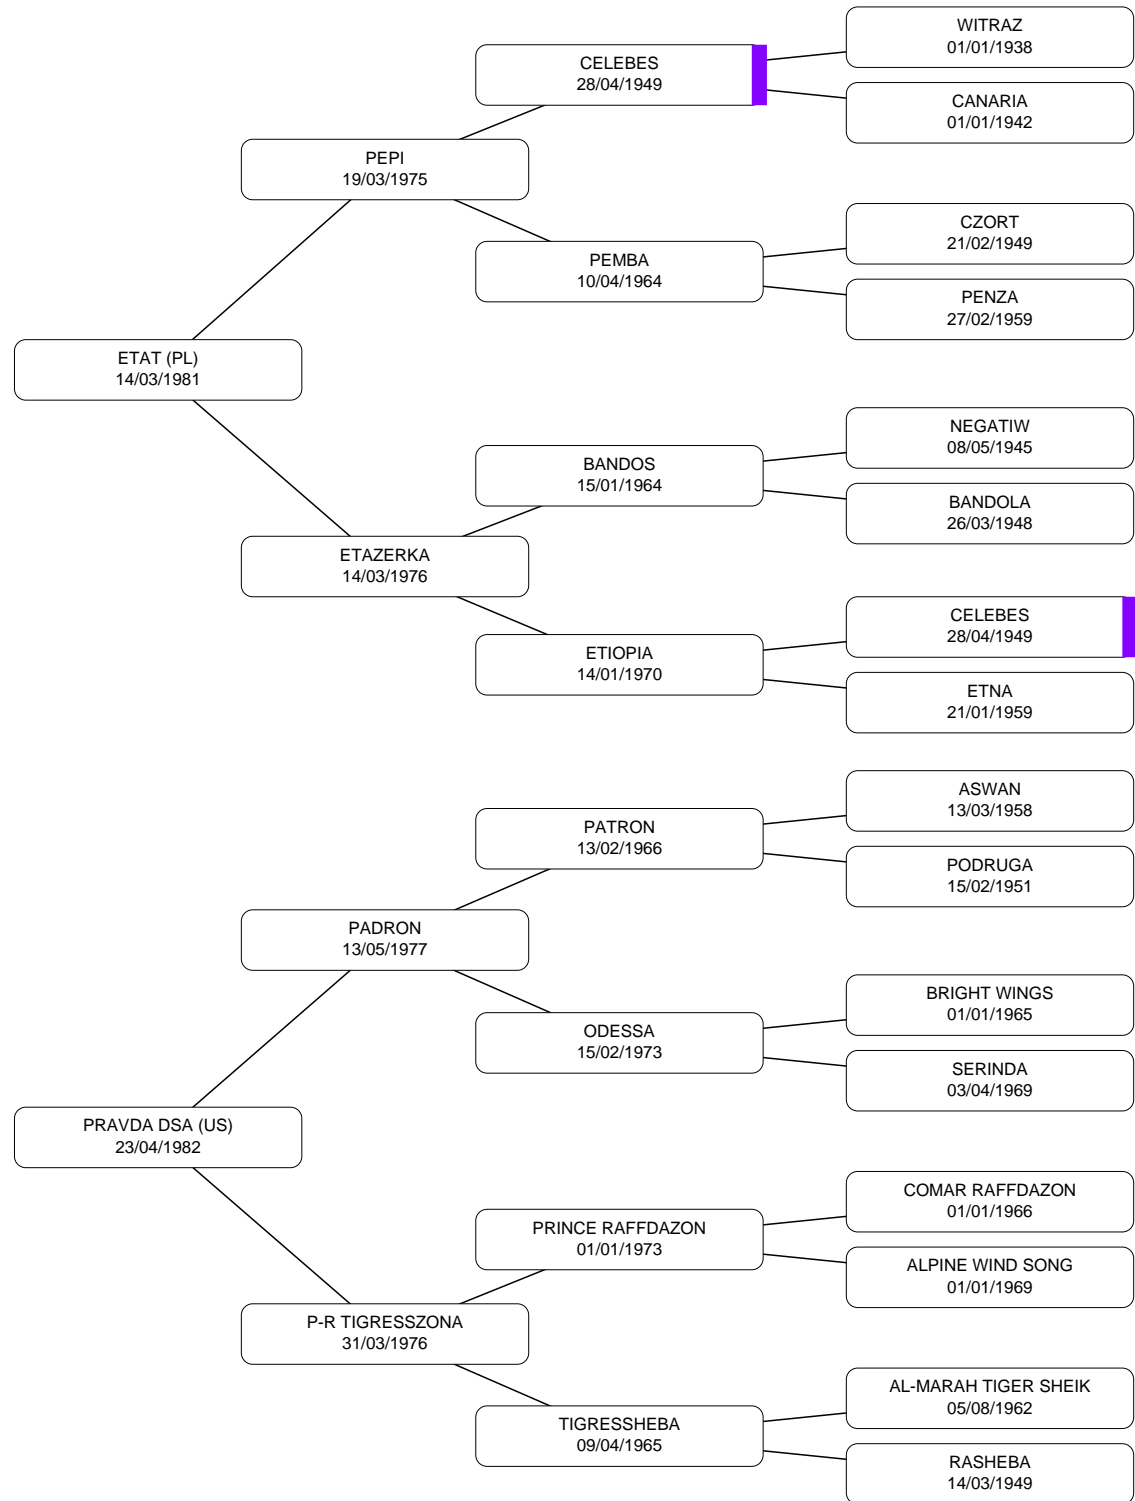 WITRAZ
01/01/1938
CELEBES
28/04/1949
CANARIA
01/01/1942
PEPI
19/03/1975
CZORT
21/02/1949
PEMBA
10/04/1964
PENZA
27/02/1959
ETAT (PL)
14/03/1981
NEGATIW
08/05/1945
BANDOS
15/01/1964
BANDOLA
26/03/1948
ETAZERKA
14/03/1976
CELEBES
28/04/1949
ETIOPIA
14/01/1970
ETNA
21/01/1959
ASWAN
13/03/1958
PATRON
13/02/1966
PODRUGA
15/02/1951
PADRON
13/05/1977
BRIGHT WINGS
01/01/1965
ODESSA
15/02/1973
SERINDA
03/04/1969
PRAVDA DSA (US)
23/04/1982
COMAR RAFFDAZON
01/01/1966
PRINCE RAFFDAZON
01/01/1973
ALPINE WIND SONG
01/01/1969
P-R TIGRESSZONA
31/03/1976
AL-MARAH TIGER SHEIK
05/08/1962
TIGRESSHEBA
09/04/1965
RASHEBA
14/03/1949